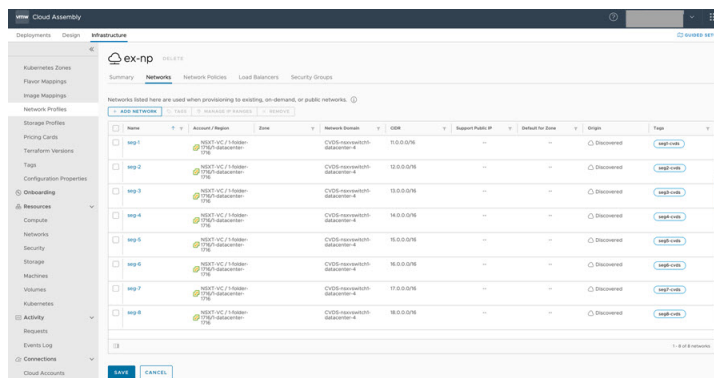 vmw Cloud Assembly
Deployments Design Infrastructure GUIDED SET
Kubernetes Zones
Flavor Mappings
Image Mappings
Network Profiles
Storage Profiles
Pricing Cards
Terraform Versions
Tags
Configuration Properties
Onboarding
Resources
Compute
Networks
Security
Storage
Machines
Volumes
Kubernetes
Activity
Requests
Events Log
Connections
Cloud Accounts
ex-np DELETE
Summary Networks Network Policies Load Balancers Security Groups
Networks listed here are used when provisioning to existing, on-demand, or public networks.
+ ADD NETWORK TAGS MANAGE IP RANGES × REMOVE
Name Account / Region Zone Network Domain CIDR Support Public IP Default for Zone Origin Tags
seg-1 NSXT-VC / 1-folder-1716/1-datacenter-1716 CVDS-nsxvswitch1-datacenter-4 11.0.0.0/16 -- -- Discovered seg1-cvds
seg-2 NSXT-VC / 1-folder-1716/1-datacenter-1716 CVDS-nsxvswitch1-datacenter-4 12.0.0.0/16 -- -- Discovered seg2-cvds
seg-3 NSXT-VC / 1-folder-1716/1-datacenter-1716 CVDS-nsxvswitch1-datacenter-4 13.0.0.0/16 -- -- Discovered seg3-cvds
seg-4 NSXT-VC / 1-folder-1716/1-datacenter-1716 CVDS-nsxvswitch1-datacenter-4 14.0.0.0/16 -- -- Discovered seg4-cvds
seg-5 NSXT-VC / 1-folder-1716/1-datacenter-1716 CVDS-nsxvswitch1-datacenter-4 15.0.0.0/16 -- -- Discovered seg5-cvds
seg-6 NSXT-VC / 1-folder-1716/1-datacenter-1716 CVDS-nsxvswitch1-datacenter-4 16.0.0.0/16 -- -- Discovered seg6-cvds
seg-7 NSXT-VC / 1-folder-1716/1-datacenter-1716 CVDS-nsxvswitch1-datacenter-4 17.0.0.0/16 -- -- Discovered seg7-cvds
seg-8 NSXT-VC / 1-folder-1716/1-datacenter-1716 CVDS-nsxvswitch1-datacenter-4 18.0.0.0/16 -- -- Discovered seg8-cvds
1 - 8 of 8 networks
SAVE CANCEL